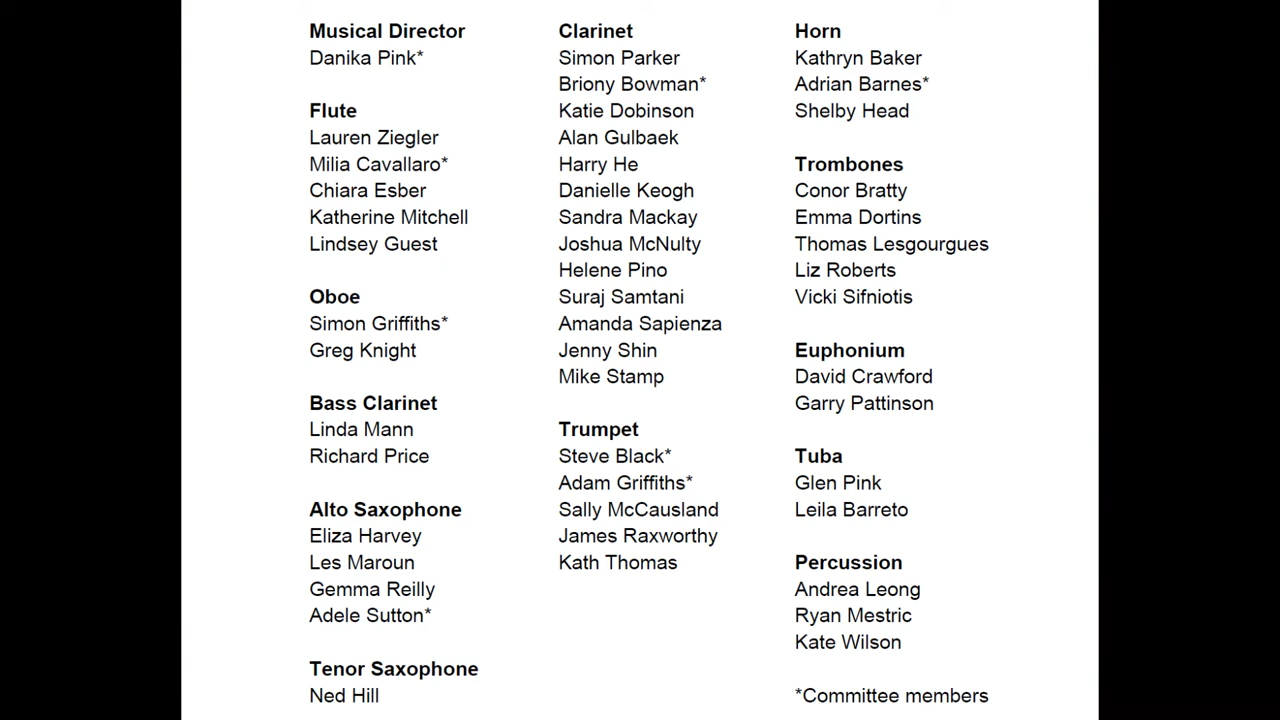 Musical Director
Danika Pink*
Flute
Lauren Ziegler
Milia Cavallaro*
Chiara Esber
Katherine Mitchell
Lindsey Guest
Oboe
Simon Griffiths*
Greg Knight
Bass Clarinet
Linda Mann
Richard Price
Alto Saxophone
Eliza Harvey
Les Maroun
Gemma Reilly
Adele Sutton*
Tenor Saxophone
Ned Hill
Clarinet
Simon Parker
Briony Bowman*
Katie Dobinson
Alan Gulbaek
Harry He
Danielle Keogh
Sandra Mackay
Joshua McNulty
Helene Pino
Suraj Samtani
Amanda Sapienza
Jenny Shin
Mike Stamp
Trumpet
Steve Black*
Adam Griffiths*
Sally McCausland
James Raxworthy
Kath Thomas
Horn
Kathryn Baker
Adrian Barnes*
Shelby Head
Trombones
Conor Bratty
Emma Dortins
Thomas Lesgourgues
Liz Roberts
Vicki Sifniotis
Euphonium
David Crawford
Garry Pattinson
Tuba
Glen Pink
Leila Barreto
Percussion
Andrea Leong
Ryan Mestric
Kate Wilson
*Committee members